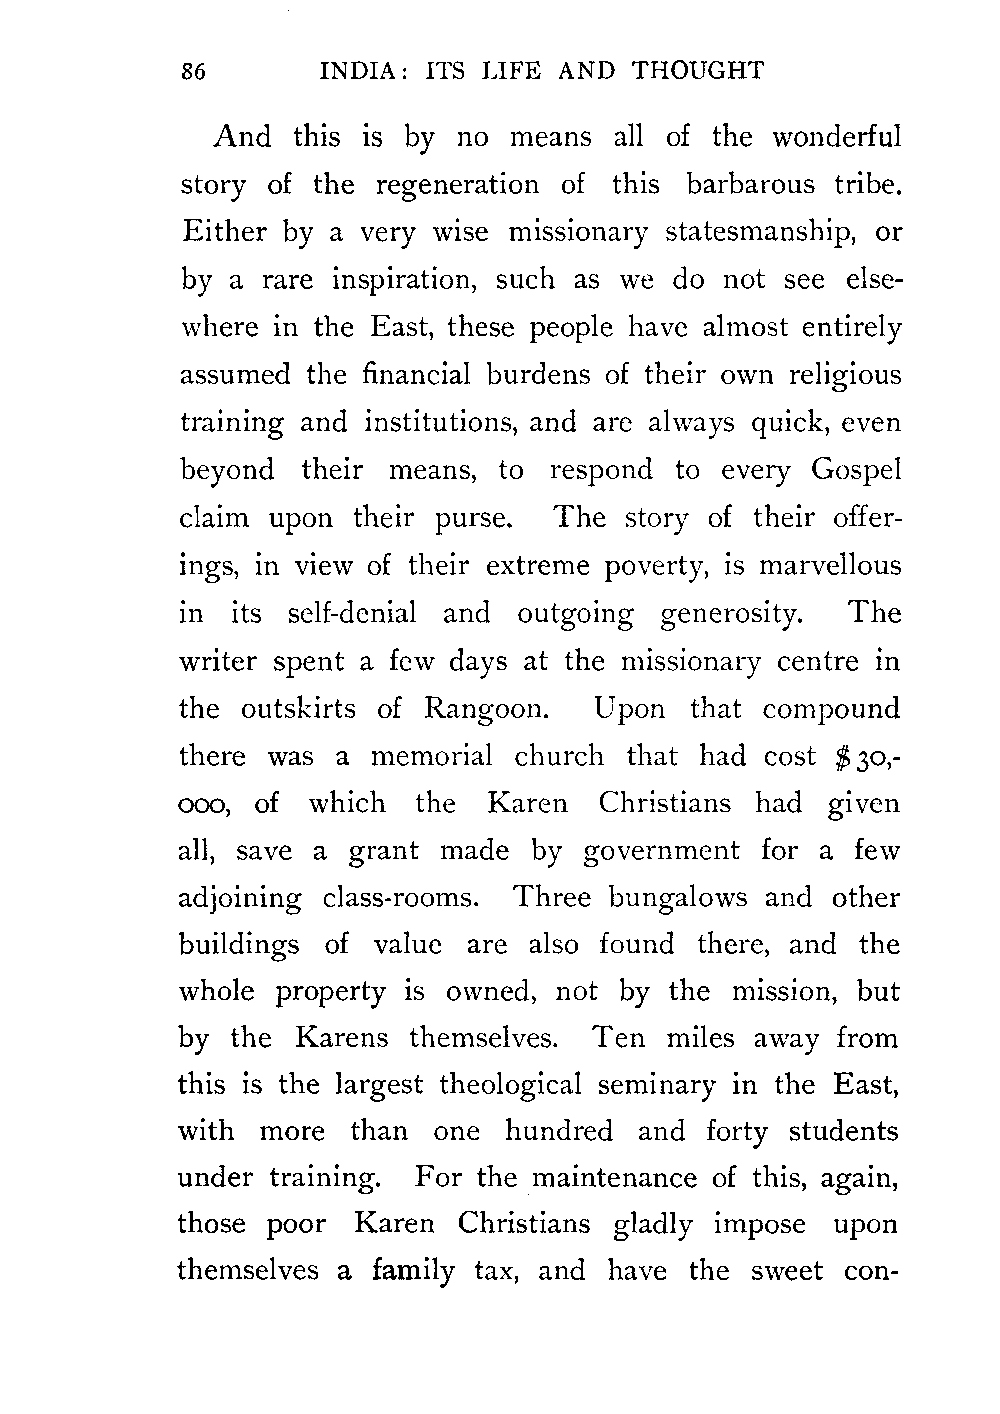 86 INDIA: ITS LIFE AND THOUGHT
And this is by no means all of the wonderful
story of the regeneration of this barbarous tribe.
Either by a very wise missionary statesmanship, or
by a rare inspiration, such as we do not see else-
where in the East, these people have almost entirely
assumed the financial burdens of their own religious
training and institutions, and are always quick, even
beyond their means, to respond to every Gospel
claim upon their purse. The story of their offer-
ings, in view of their extreme poverty, is marvellous
in its self-denial and outgoing generosity. The
writer spent a few days at the missionary centre in
the outskirts of Rangoon. Upon that compound
there was a memorial church that had cost $30,-
000, of which the Karen Christians had given
all, save a grant made by government for a few
adjoining class-rooms. Three bungalows and other
buildings of value are also found there, and the
whole property is owned, not by the mission, but
by the Karens themselves. Ten miles away from
this is the largest theological seminary in the East,
with more than one hundred and forty students
under training. For the maintenance of this, again,
those poor Karen Christians gladly impose upon
themselves a family tax, and have the sweet con-